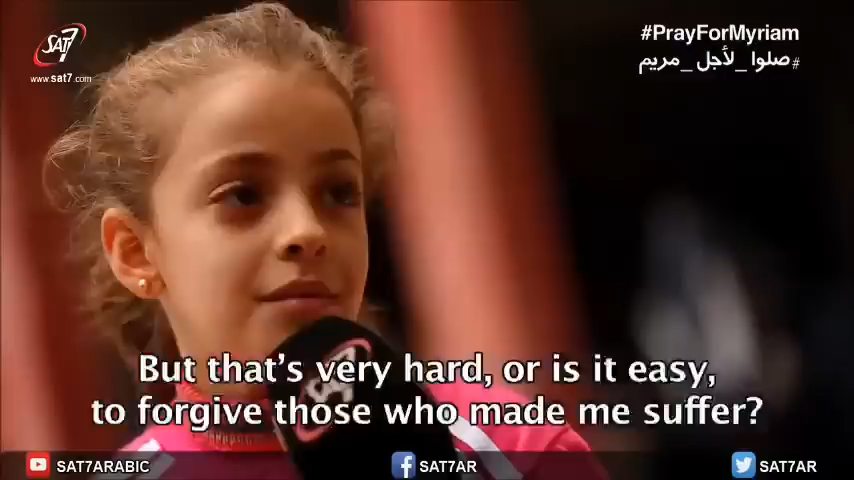 SAT7
www.sat7.com
#PrayForMyriam
#صلوا_لأجل_مريم
SAT7
But that's very hard, or is it easy,
to forgive those who made me suffer?
SAT7ARABIC
SAT7AR
SAT7AR